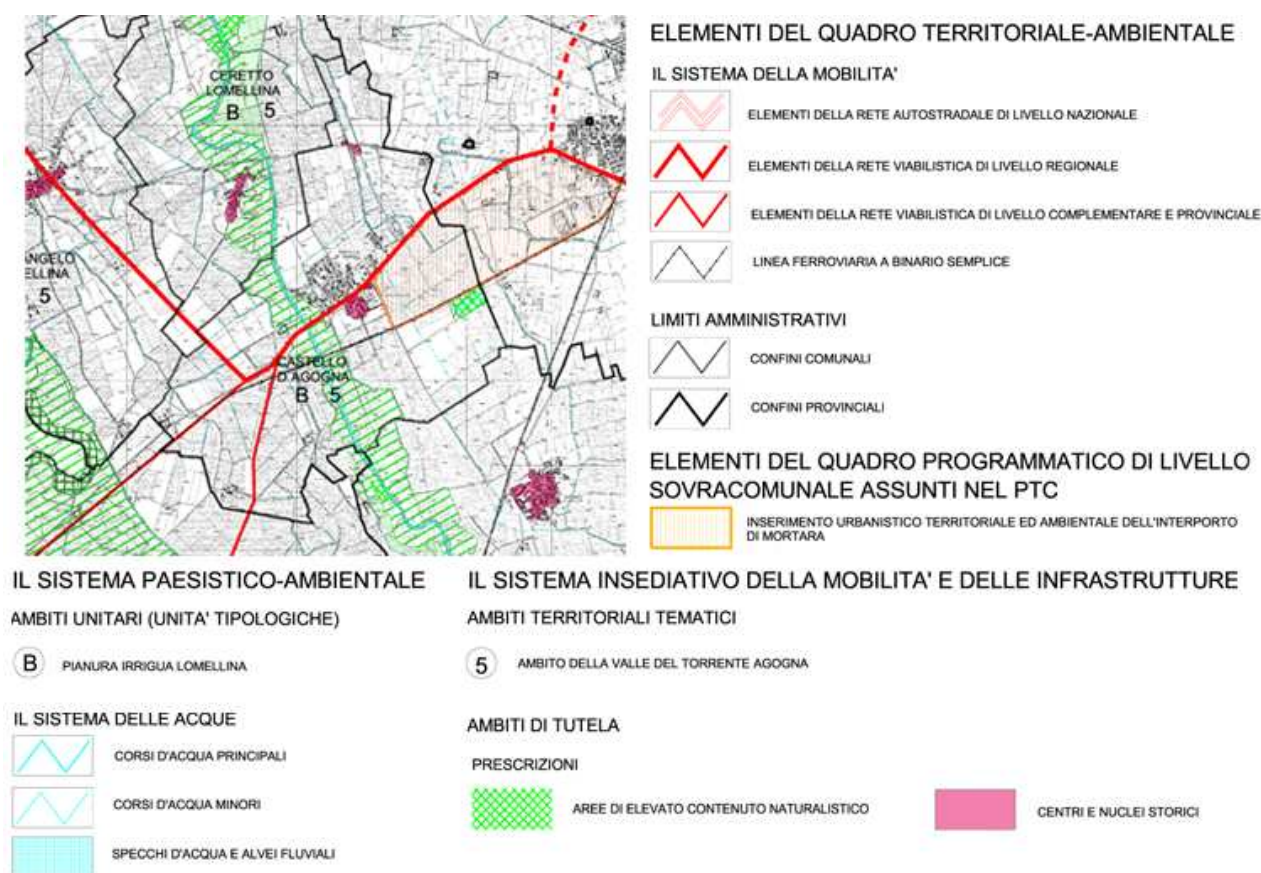 CERETTO
LOMELLINA
B 5
ANGELO
ELLINA
5
CASTELLO
D'AGOGNA
B 5
ELEMENTI DEL QUADRO TERRITORIALE-AMBIENTALE
IL SISTEMA DELLA MOBILITA'
ELEMENTI DELLA RETE AUTOSTRADALE DI LIVELLO NAZIONALE
ELEMENTI DELLA RETE VIABILISTICA DI LIVELLO REGIONALE
ELEMENTI DELLA RETE VIABILISTICA DI LIVELLO COMPLEMENTARE E PROVINCIALE
LINEA FERROVIARIA A BINARIO SEMPLICE
LIMITI AMMINISTRATIVI
CONFINI COMUNALI
CONFINI PROVINCIALI
ELEMENTI DEL QUADRO PROGRAMMATICO DI LIVELLO
SOVRACOMUNALE ASSUNTI NEL PTC
INSERIMENTO URBANISTICO TERRITORIALE ED AMBIENTALE DELL'INTERPORTO
DI MORTARA
IL SISTEMA PAESISTICO-AMBIENTALE
AMBITI UNITARI (UNITA' TIPOLOGICHE)
B PIANURA IRRIGUA LOMELLINA
IL SISTEMA DELLE ACQUE
CORSI D'ACQUA PRINCIPALI
CORSI D'ACQUA MINORI
SPECCHI D'ACQUA E ALVEI FLUVIALI
IL SISTEMA INSEDIATIVO DELLA MOBILITA' E DELLE INFRASTRUTTURE
AMBITI TERRITORIALI TEMATICI
5 AMBITO DELLA VALLE DEL TORRENTE AGOGNA
AMBITI DI TUTELA
PRESCRIZIONI
AREE DI ELEVATO CONTENUTO NATURALISTICO
CENTRI E NUCLEI STORICI